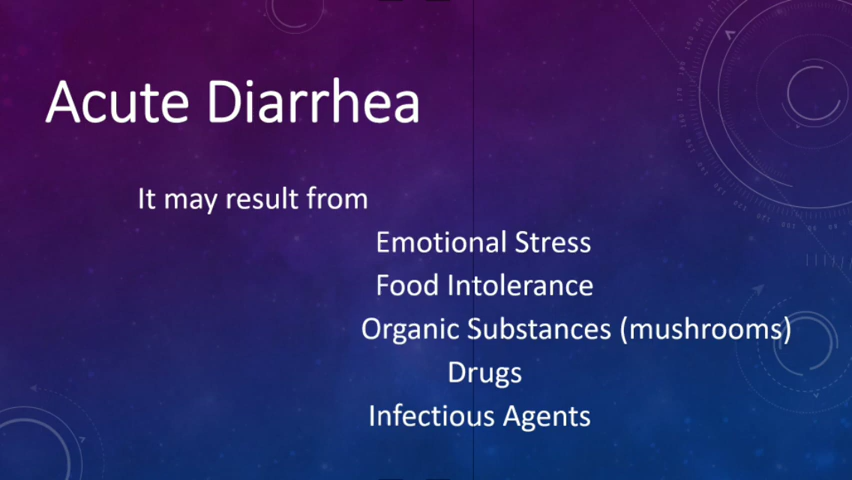 Acute Diarrhea
It may result from
Emotional Stress
Food Intolerance
Organic Substances (mushrooms)
Drugs
Infectious Agents